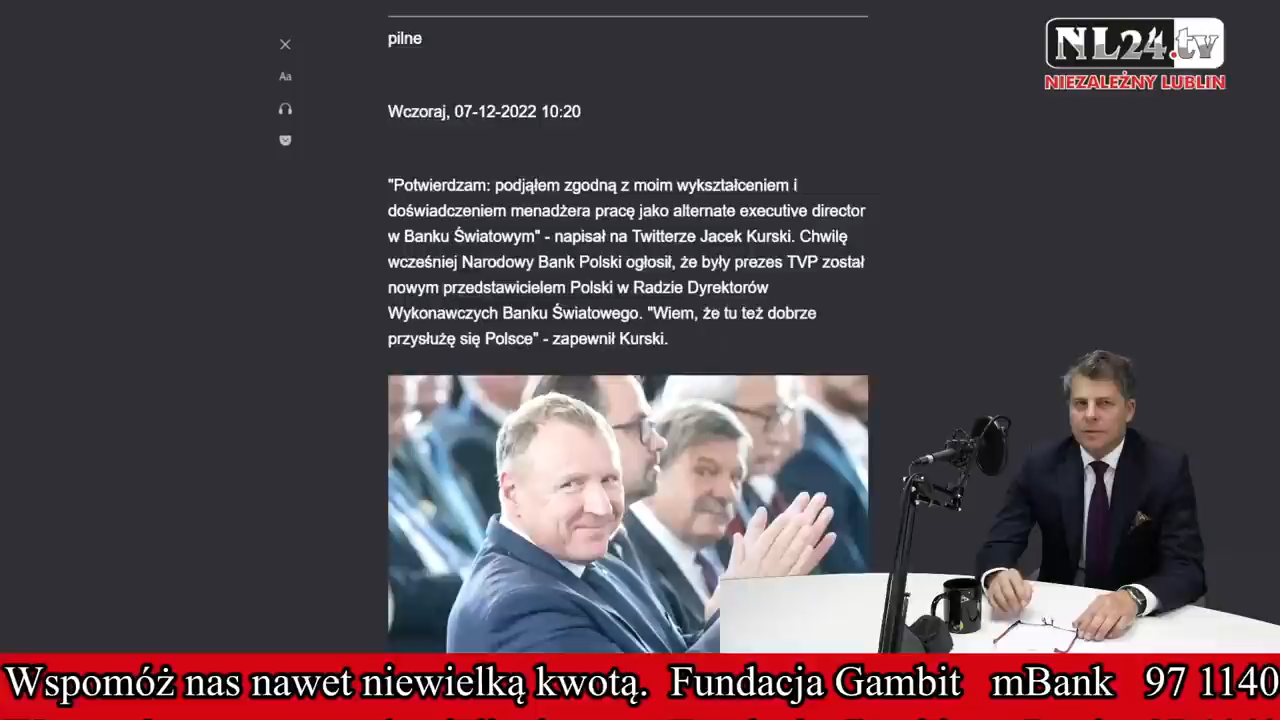 pilne
NL24.tv
NIEZALEŻNY LUBLIN
Aa
Wczoraj, 07-12-2022 10:20
"Potwierdzam: podjąłem zgodną z moim wykształceniem i
doświadczeniem menadżera pracę jako alternate executive director
w Banku Światowym" - napisał na Twitterze Jacek Kurski. Chwilę
wcześniej Narodowy Bank Polski ogłosił, że były prezes TVP został
nowym przedstawicielem Polski w Radzie Dyrektorów
Wykonawczych Banku Światowego. "Wiem, że tu też dobrze
przysłużę się Polsce" - zapewnił Kurski.
Wspomóż nas nawet niewielką kwotą. Fundacja Gambit mBank 97 1140